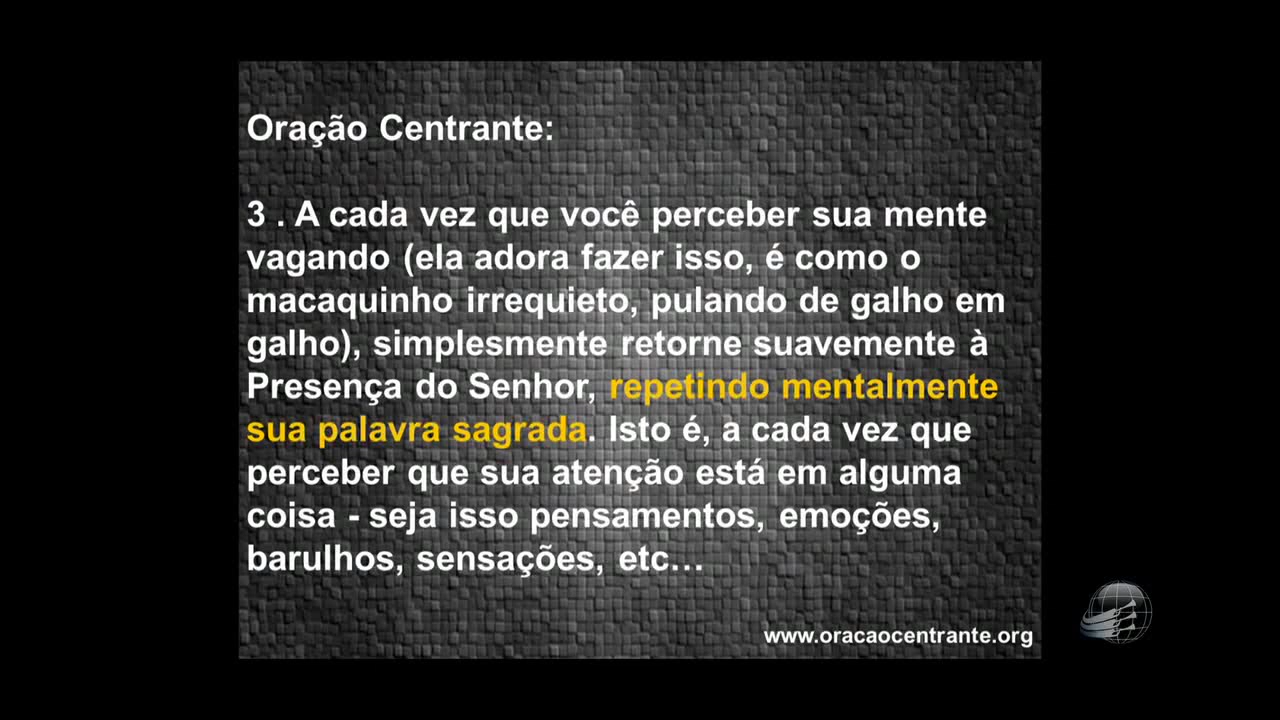 Oração Centrante:
3 . A cada vez que você perceber sua mente
vagando (ela adora fazer isso, é como o
macaquinho irrequieto, pulando de galho em
galho), simplesmente retorne suavemente à
Presença do Senhor, repetindo mentalmente
sua palavra sagrada. Isto é, a cada vez que
perceber que sua atenção está em alguma
coisa - seja isso pensamentos, emoções,
barulhos, sensações, etc…
www.oracaocentrante.org